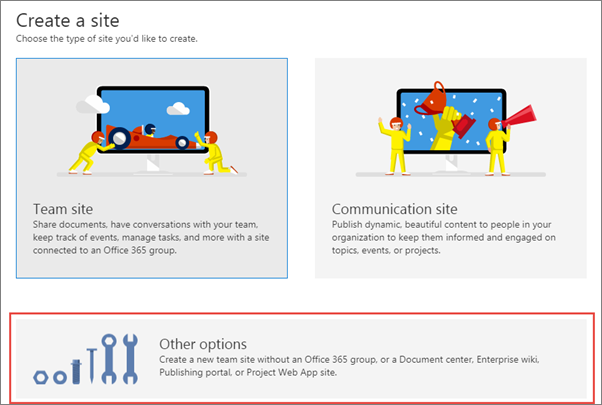 Create a site
Choose the type of site you'd like to create.
Team site
Share documents, have conversations with your team,
keep track of events, manage tasks, and more with a site
connected to an Office 365 group.
Communication site
Publish dynamic, beautiful content to people in your
organization to keep them informed and engaged on
topics, events, or projects.
Other options
Create a new team site without an Office 365 group, or a Document center, Enterprise wiki,
Publishing portal, or Project Web App site.